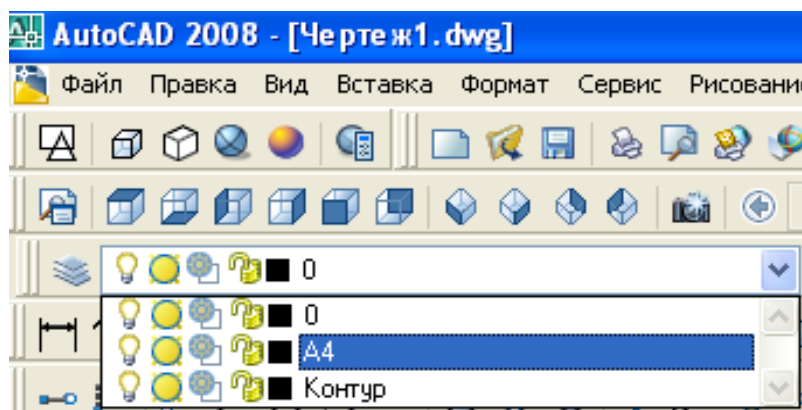 AutoCAD 2008 - [Чертеж1.dwg]
Файл Правка Вид Вставка Формат Сервис Рисовани
0
0
A4
Контур